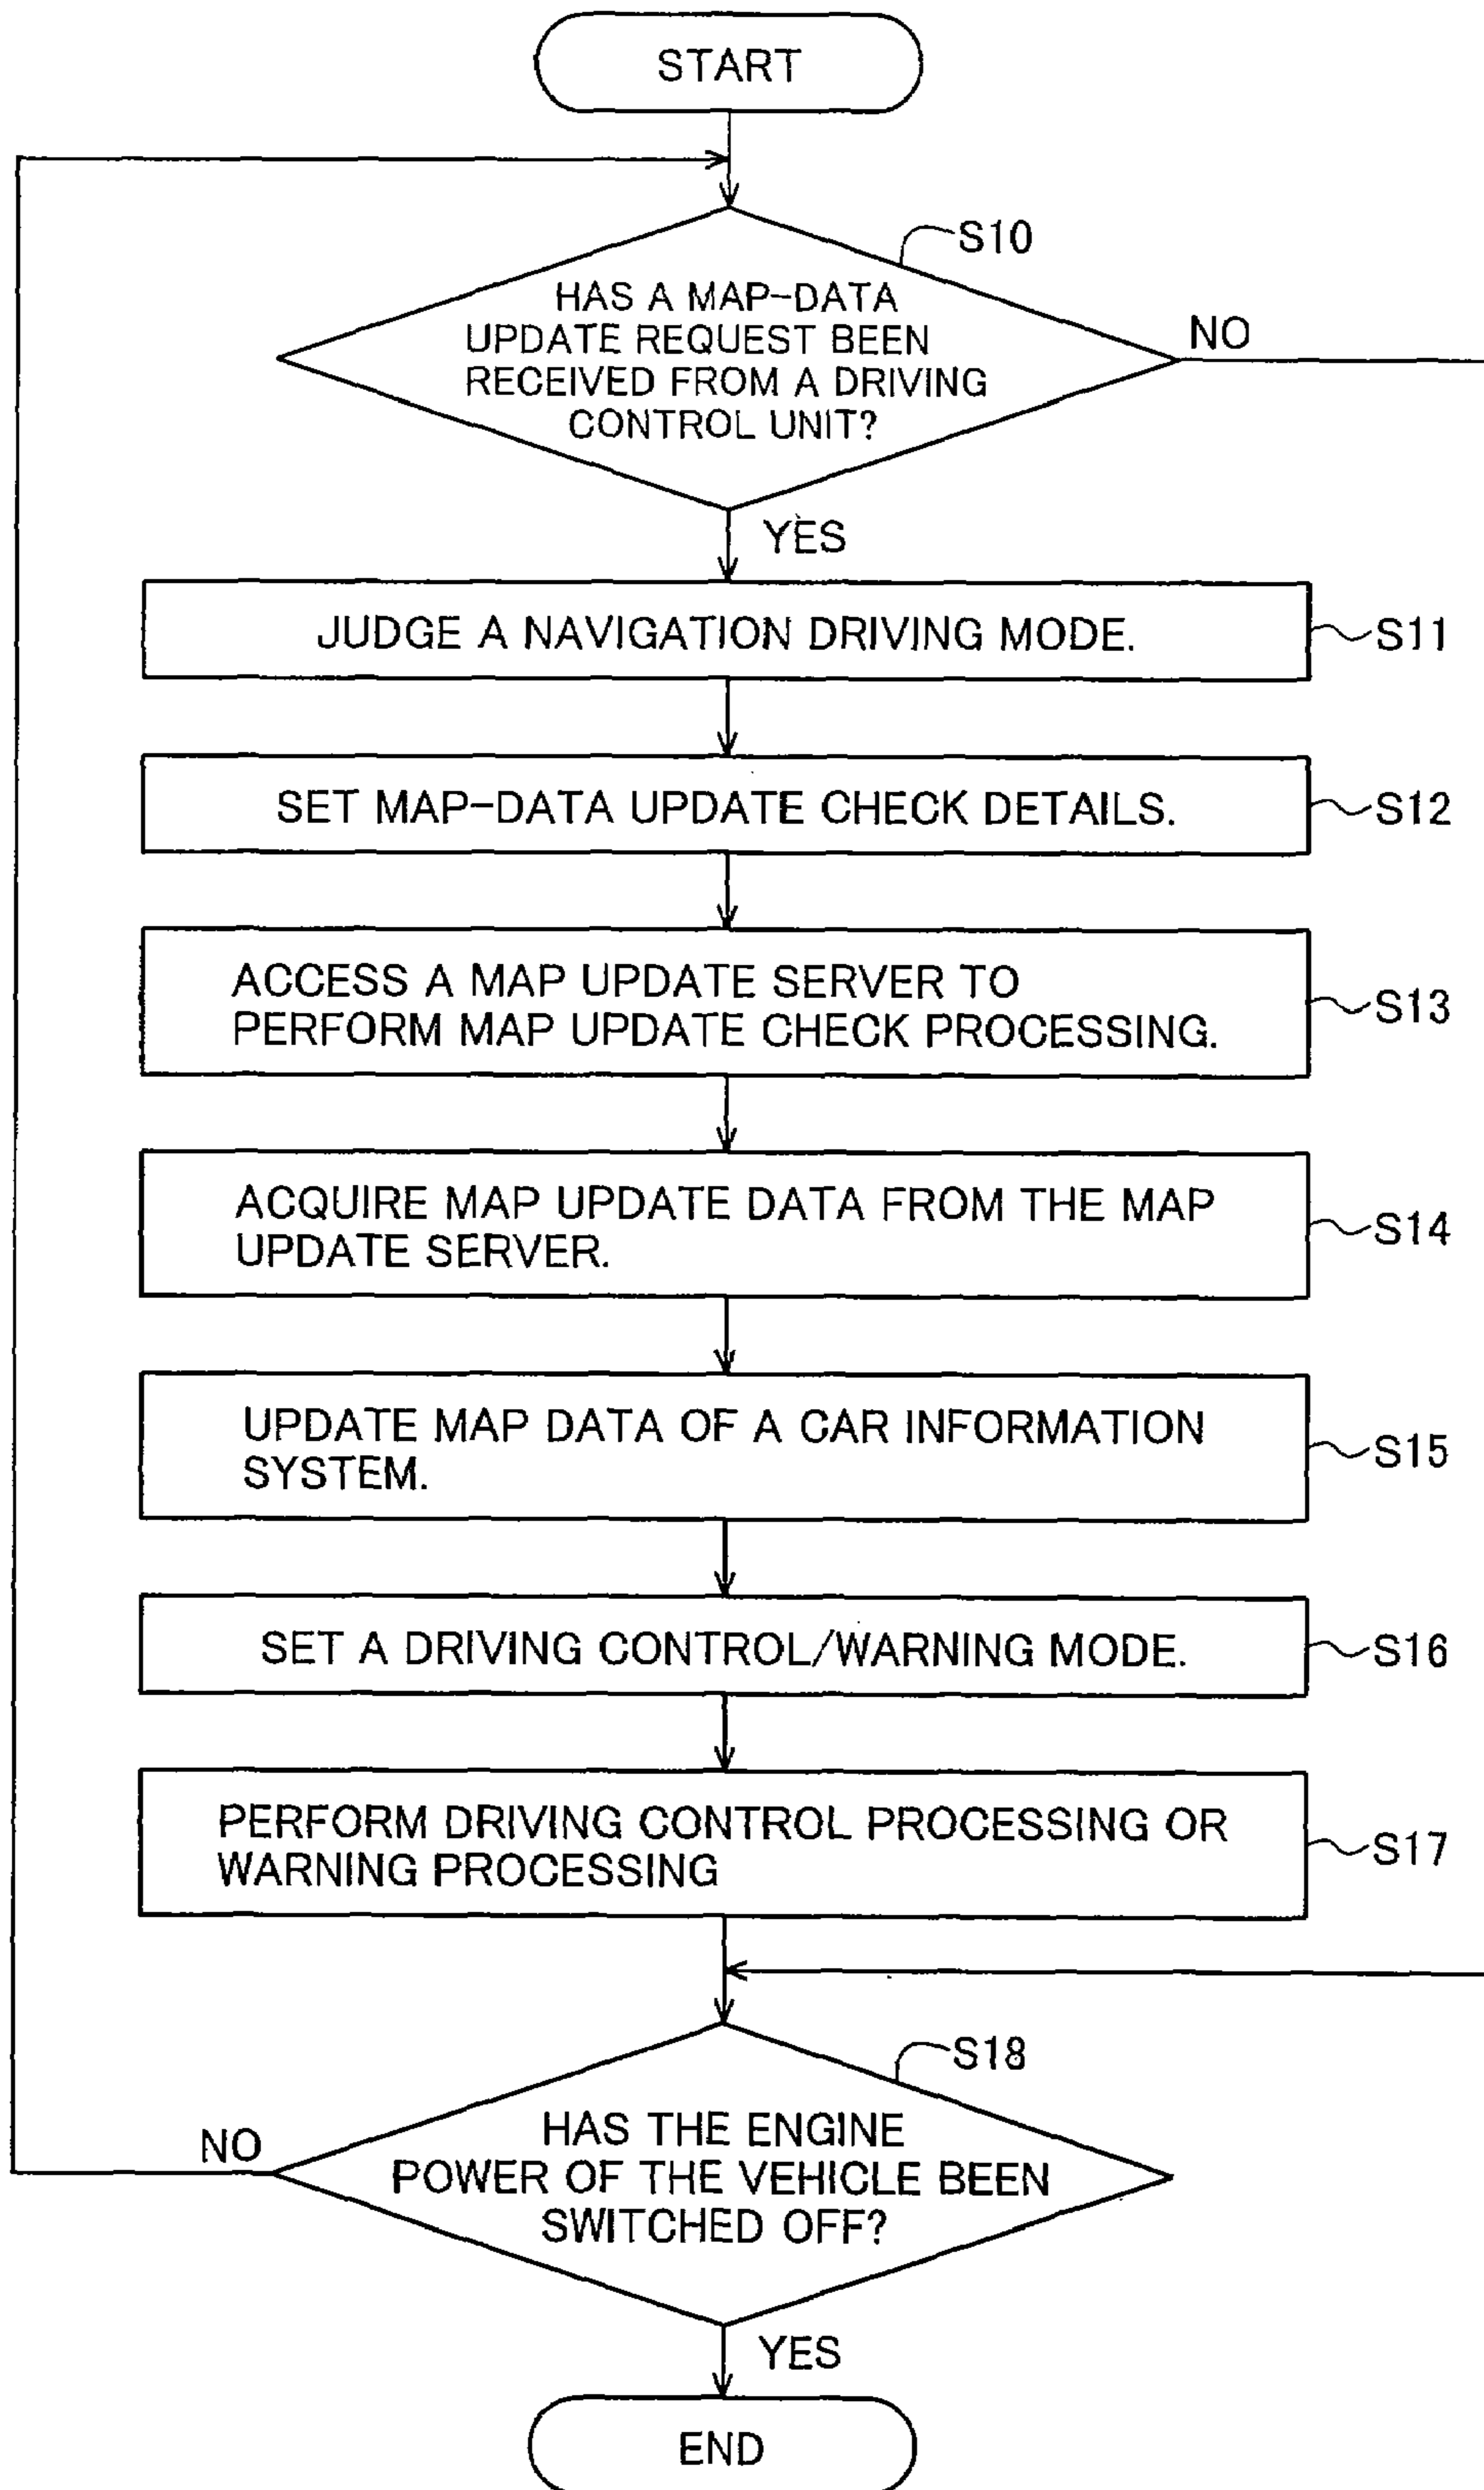 START
S10
HAS A MAP-DATA
UPDATE REQUEST BEEN
RECEIVED FROM A DRIVING
CONTROL UNIT?
NO
YES
JUDGE A NAVIGATION DRIVING MODE.
S11
SET MAP-DATA UPDATE CHECK DETAILS.
S12
ACCESS A MAP UPDATE SERVER TO
PERFORM MAP UPDATE CHECK PROCESSING.
S13
ACQUIRE MAP UPDATE DATA FROM THE MAP
UPDATE SERVER.
S14
UPDATE MAP DATA OF A CAR INFORMATION
SYSTEM.
S15
SET A DRIVING CONTROL/WARNING MODE.
S16
PERFORM DRIVING CONTROL PROCESSING OR
WARNING PROCESSING
S17
S18
HAS THE ENGINE
POWER OF THE VEHICLE BEEN
SWITCHED OFF?
NO
YES
END